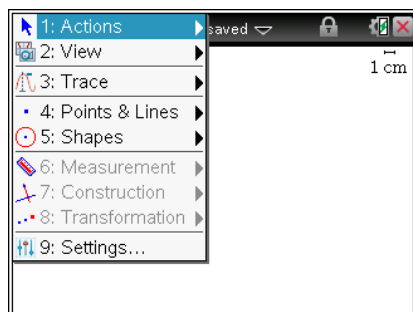 1: Actions
saved
2: View
1 cm
3: Trace
4: Points & Lines
5: Shapes
6: Measurement
7: Construction
8: Transformation
9: Settings...